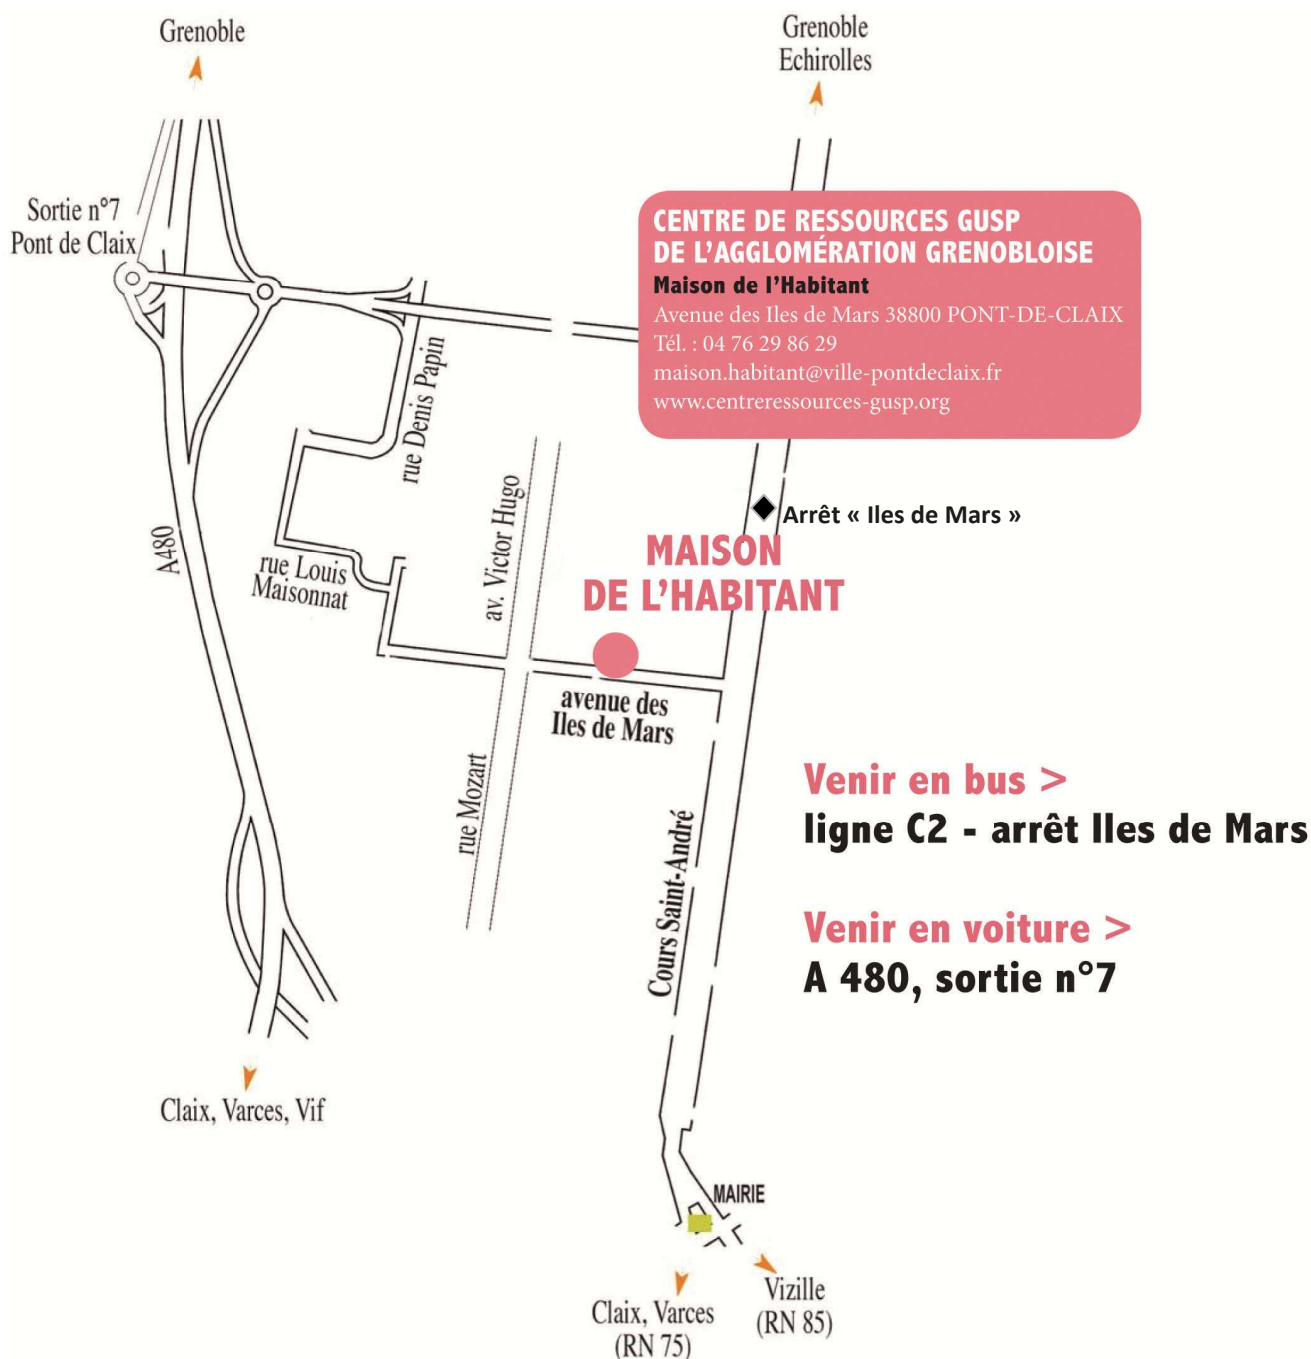 Grenoble
Grenoble
Echirolles
Sortie n°7
Pont de Claix
CENTRE DE RESSOURCES GUSP
DE L'AGGLOMÉRATION GRENOBLOISE
Maison de l'Habitant
Avenue des Iles de Mars 38800 PONT-DE-CLAIX
Tél. : 04 76 29 86 29
maison.habitant@ville-pontdeclaix.fr
www.centreressources-gusp.org
rue Denis Papin
av. Victor Hugo
Arrêt « Iles de Mars »
A480
rue Louis
Maisonnat
MAISON
DE L'HABITANT
avenue des
Iles de Mars
rue Mozart
Cours Saint-André
Venir en bus >
ligne C2 - arrêt Iles de Mars
Venir en voiture >
A 480, sortie n°7
Claix, Varces, Vif
MAIRIE
Claix, Varces
(RN 75)
Vizille
(RN 85)